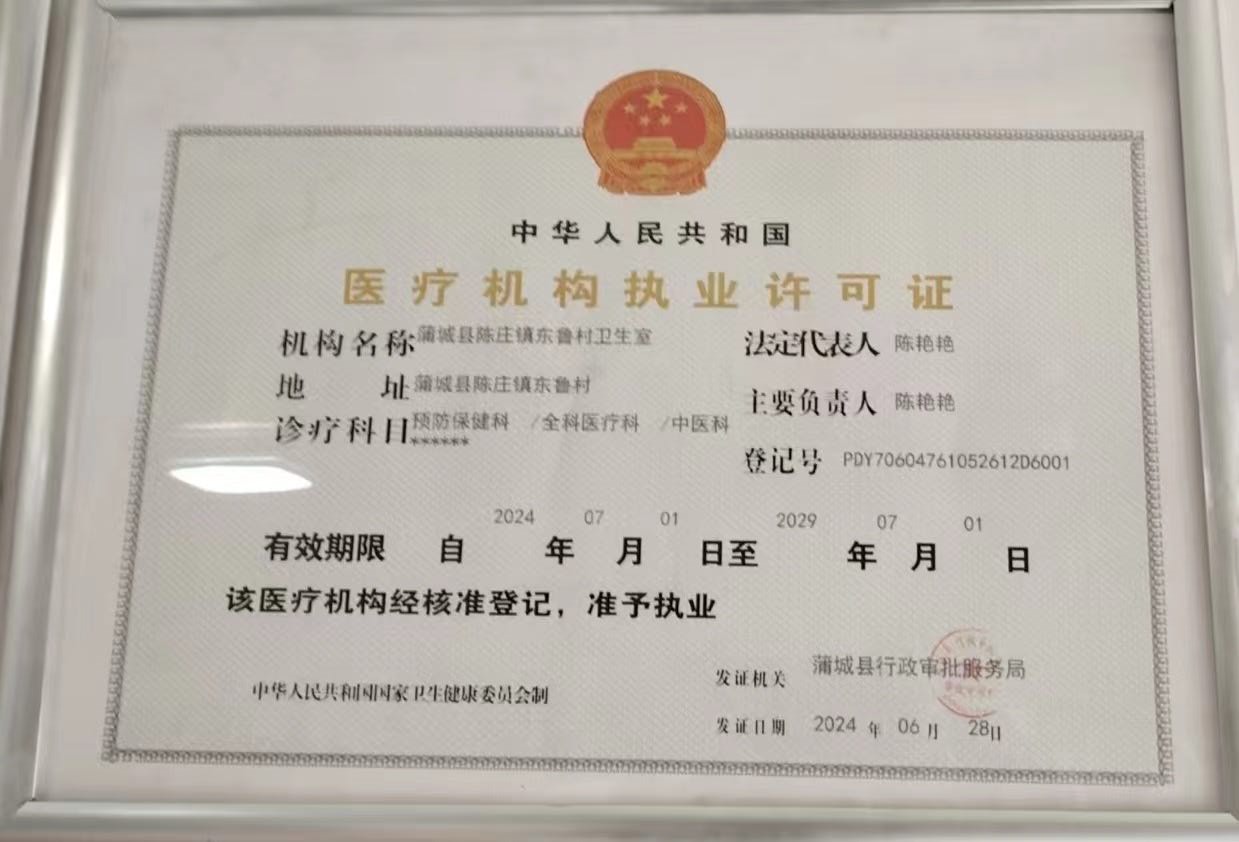 中华人民共和国
医疗机构执业许可证
机构名称 蒲城县陈庄镇东鲁村卫生室
法定代表人 陈艳艳
地 址 蒲城县陈庄镇东鲁村
主要负责人 陈艳艳
诊疗科目 预防保健科 /全科医疗科 /中医科
******
登记号 PDY70604761052612D6001
有效期限 自 2024 年 07 月 01 日至 2029 年 07 月 01 日
该医疗机构经核准登记，准予执业
中华人民共和国国家卫生健康委员会制
发证机关 蒲城县行政审批服务局
发证日期 2024 年 06 月 28日